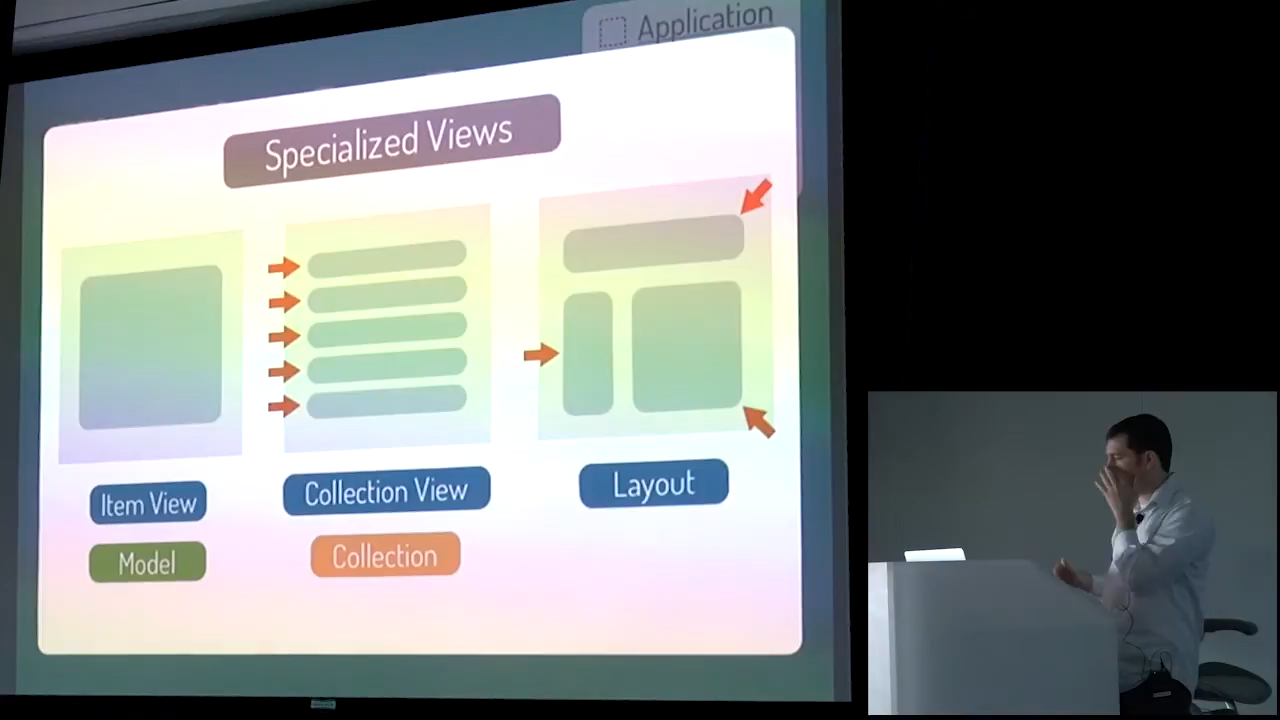 Application
Specialized Views
Item View
Collection View
Layout
Model
Collection